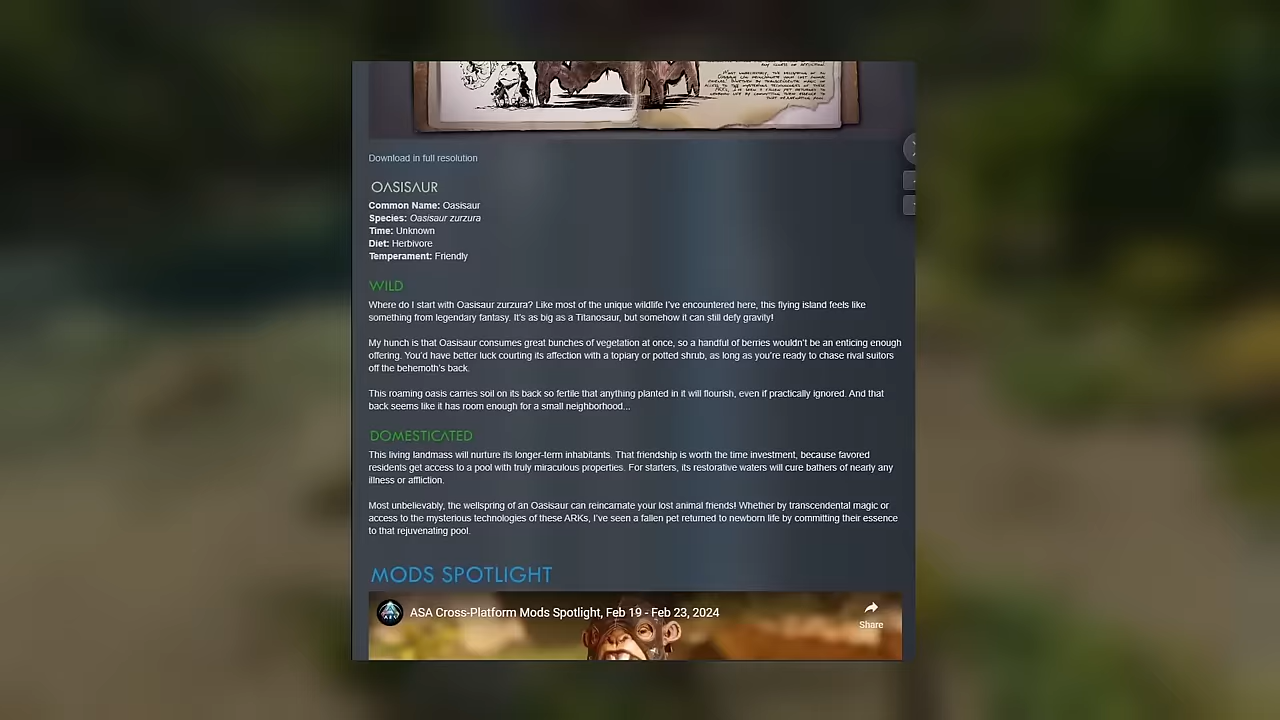 Download in full resolution
OASISAUR
Common Name: Oasisaur
Species: Oasisaur zurzura
Time: Unknown
Diet: Herbivore
Temperament: Friendly
WILD
Where do I start with Oasisaur zurzura? Like most of the unique wildlife I've encountered here, this flying island feels like
something from legendary fantasy. It's as big as a Titanosaur, but somehow it can still defy gravity!
My hunch is that Oasisaur consumes great bunches of vegetation at once, so a handful of berries wouldn't be an enticing enough
offering. You'd have better luck courting its affection with a topiary or potted shrub, as long as you're ready to chase rival suitors
off the behemoth's back.
This roaming oasis carries soil on its back so fertile that anything planted in it will flourish, even if practically ignored. And that
back seems like it has room enough for a small neighborhood...
DOMESTICATED
This living landmass will nurture its longer-term inhabitants. That friendship is worth the time investment, because favored
residents get access to a pool with truly miraculous properties. For starters, its restorative waters will cure bathers of nearly any
illness or affliction.
Most unbelievably, the wellspring of an Oasisaur can reincarnate your lost animal friends! Whether by transcendental magic or
access to the mysterious technologies of these ARKs, I've seen a fallen pet returned to newborn life by committing their essence
to that rejuvenating pool.
MODS SPOTLIGHT
ASA Cross-Platform Mods Spotlight, Feb 19 - Feb 23, 2024
Share